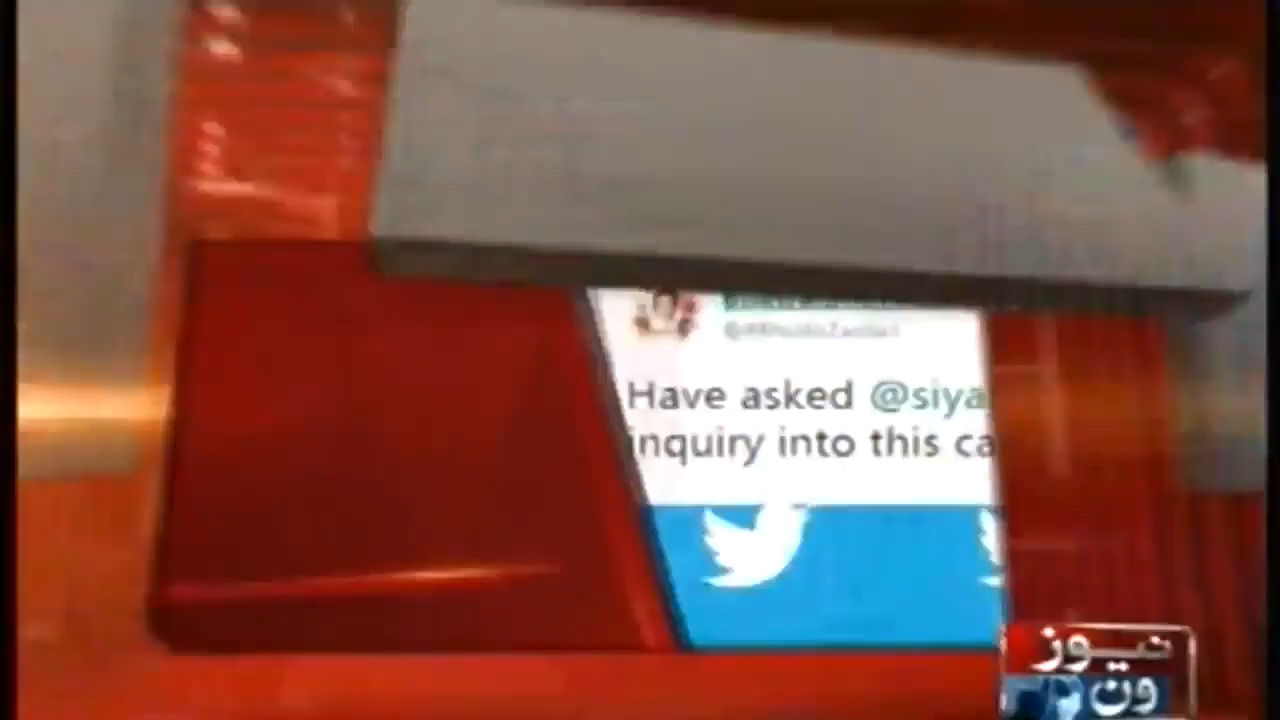 Have asked @siya
inquiry into this ca
نیوز
ون